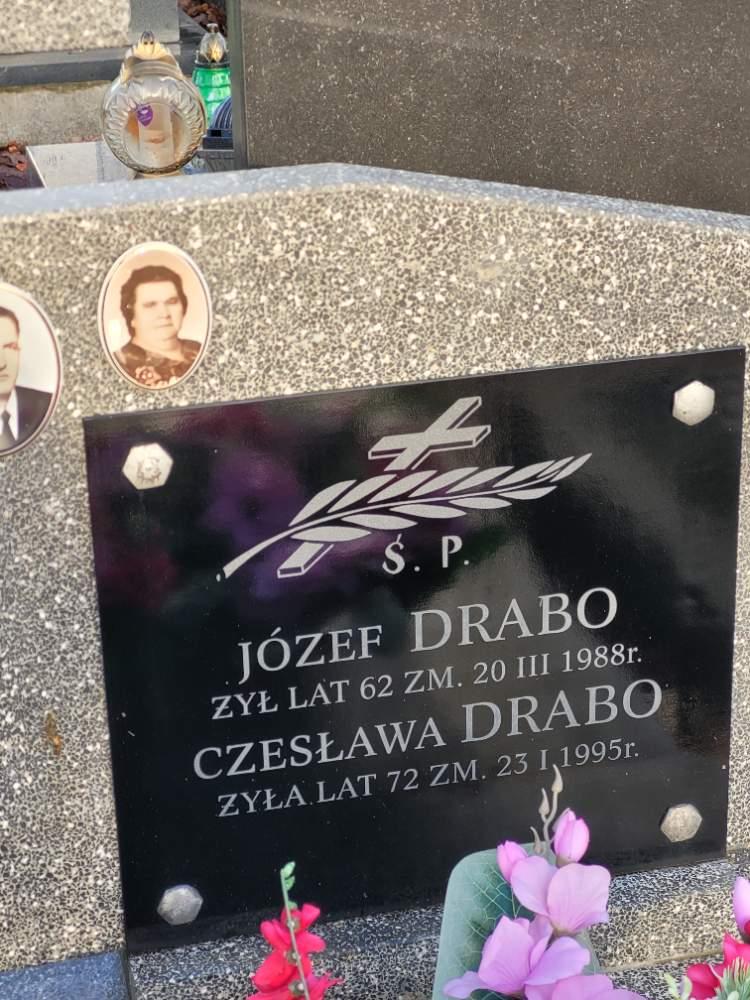 Ś. P.
JÓZEF DRABO
ŻYŁ LAT 62 ZM. 20 III 1988r.
CZESŁAWA DRABO
ŻYŁA LAT 72 ZM. 23 I 1995r.